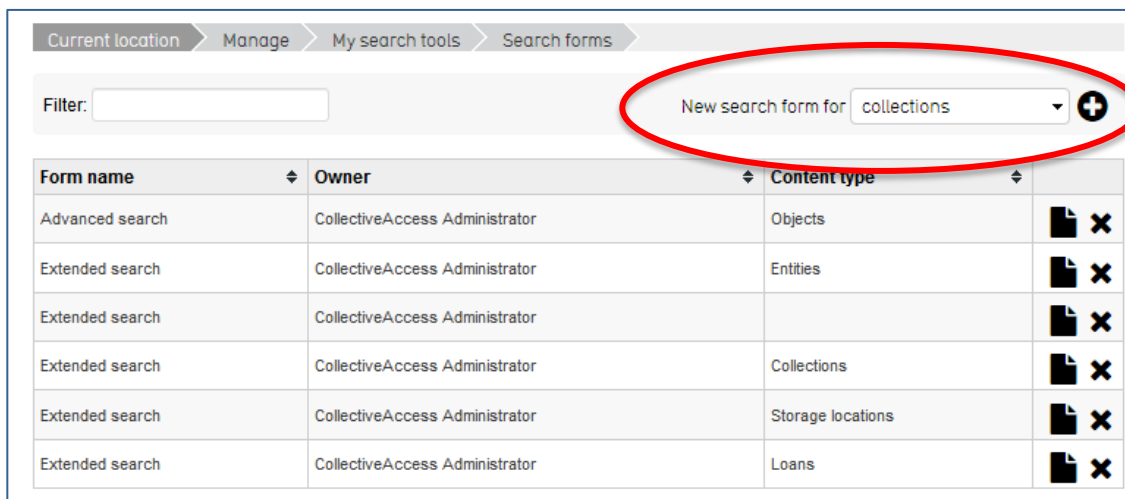 Current location Manage My search tools Search forms
Filter: New search form for collections
Form name Owner Content type
Advanced search CollectiveAccess Administrator Objects
Extended search CollectiveAccess Administrator Entities
Extended search CollectiveAccess Administrator
Extended search CollectiveAccess Administrator Collections
Extended search CollectiveAccess Administrator Storage locations
Extended search CollectiveAccess Administrator Loans